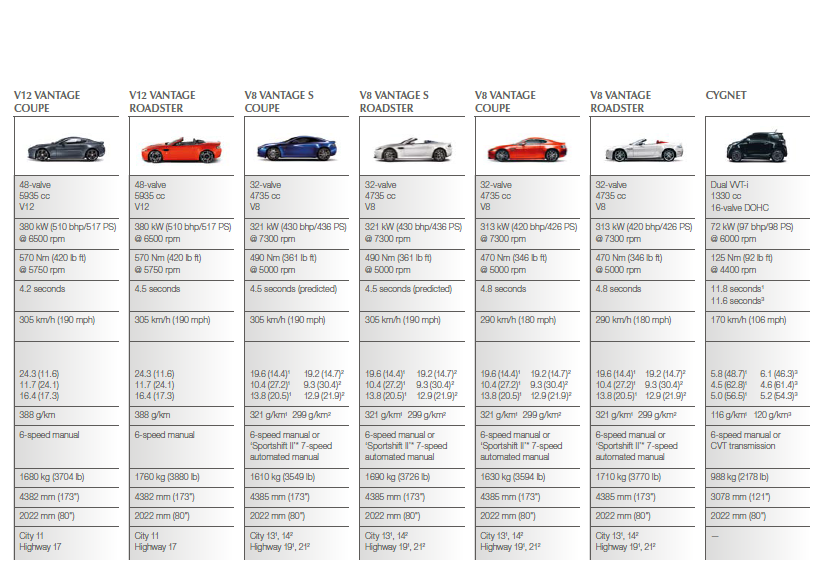 V12 VANTAGE
COUPE
V12 VANTAGE
ROADSTER
V8 VANTAGE S
COUPE
V8 VANTAGE S
ROADSTER
V8 VANTAGE
COUPE
V8 VANTAGE
ROADSTER
CYGNET
48-valve
5935 cc
V12
48-valve
5935 cc
V12
32-valve
4735 cc
V8
32-valve
4735 cc
V8
32-valve
4735 cc
V8
32-valve
4735 cc
V8
Dual VVT-i
1330 cc
16-valve DOHC
380 kW (510 bhp/517 PS)
@ 6500 rpm
380 kW (510 bhp/517 PS)
@ 6500 rpm
321 kW (430 bhp/436 PS)
@ 7300 rpm
321 kW (430 bhp/436 PS)
@ 7300 rpm
313 kW (420 bhp/426 PS)
@ 7300 rpm
313 kW (420 bhp/426 PS)
@ 7300 rpm
72 kW (97 bhp/98 PS)
@ 6000 rpm
570 Nm (420 lb ft)
@ 5750 rpm
570 Nm (420 lb ft)
@ 5750 rpm
490 Nm (361 lb ft)
@ 5000 rpm
490 Nm (361 lb ft)
@ 5000 rpm
470 Nm (346 lb ft)
@ 5000 rpm
470 Nm (346 lb ft)
@ 5000 rpm
125 Nm (92 lb ft)
@ 4400 rpm
4.2 seconds
4.5 seconds
4.5 seconds (predicted)
4.5 seconds (predicted)
4.8 seconds
4.8 seconds
11.8 seconds¹
11.6 seconds³
305 km/h (190 mph)
305 km/h (190 mph)
305 km/h (190 mph)
305 km/h (190 mph)
290 km/h (180 mph)
290 km/h (180 mph)
170 km/h (106 mph)
24.3 (11.6)
11.7 (24.1)
16.4 (17.3)
24.3 (11.6)
11.7 (24.1)
16.4 (17.3)
19.6 (14.4)¹ 19.2 (14.7)²
10.4 (27.2)¹ 9.3 (30.4)²
13.8 (20.5)¹ 12.9 (21.9)²
19.6 (14.4)¹ 19.2 (14.7)²
10.4 (27.2)¹ 9.3 (30.4)²
13.8 (20.5)¹ 12.9 (21.9)²
19.6 (14.4)¹ 19.2 (14.7)²
10.4 (27.2)¹ 9.3 (30.4)²
13.8 (20.5)¹ 12.9 (21.9)²
19.6 (14.4)¹ 19.2 (14.7)²
10.4 (27.2)¹ 9.3 (30.4)²
13.8 (20.5)¹ 12.9 (21.9)²
5.8 (48.7)¹ 6.1 (46.3)³
4.5 (62.8)¹ 4.6 (61.4)³
5.0 (56.5)¹ 5.2 (54.3)³
388 g/km
388 g/km
321 g/km¹ 299 g/km²
321 g/km¹ 299 g/km²
321 g/km¹ 299 g/km²
321 g/km¹ 299 g/km²
116 g/km¹ 120 g/km³
6-speed manual
6-speed manual
6-speed manual or
'Sportshift II'* 7-speed
automated manual
6-speed manual or
'Sportshift II'* 7-speed
automated manual
6-speed manual or
'Sportshift II'* 7-speed
automated manual
6-speed manual or
'Sportshift II'* 7-speed
automated manual
6-speed manual or
CVT transmission
1680 kg (3704 lb)
1760 kg (3880 lb)
1610 kg (3549 lb)
1690 kg (3726 lb)
1630 kg (3594 lb)
1710 kg (3770 lb)
988 kg (2178 lb)
4382 mm (173")
4382 mm (173")
4385 mm (173")
4385 mm (173")
4385 mm (173")
4385 mm (173")
3078 mm (121")
2022 mm (80")
2022 mm (80")
2022 mm (80")
2022 mm (80")
2022 mm (80")
2022 mm (80")
2022 mm (80")
City 11
Highway 17
City 11
Highway 17
City 13¹, 14²
Highway 19¹, 21²
City 13¹, 14²
Highway 19¹, 21²
City 13¹, 14²
Highway 19¹, 21²
City 13¹, 14²
Highway 19¹, 21²
—